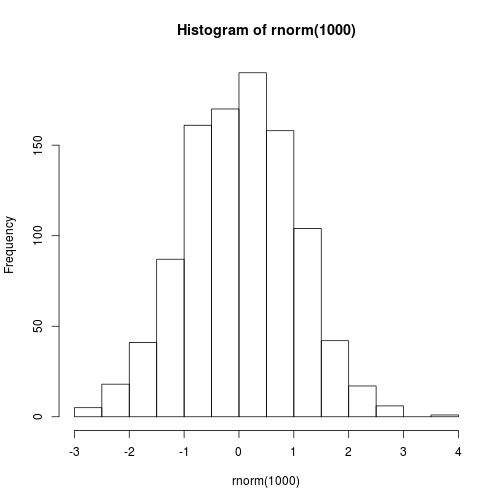 Histogram of rnorm(1000)
Frequency
150
100
50
0
-3 -2 -1 0 1 2 3 4
rnorm(1000)